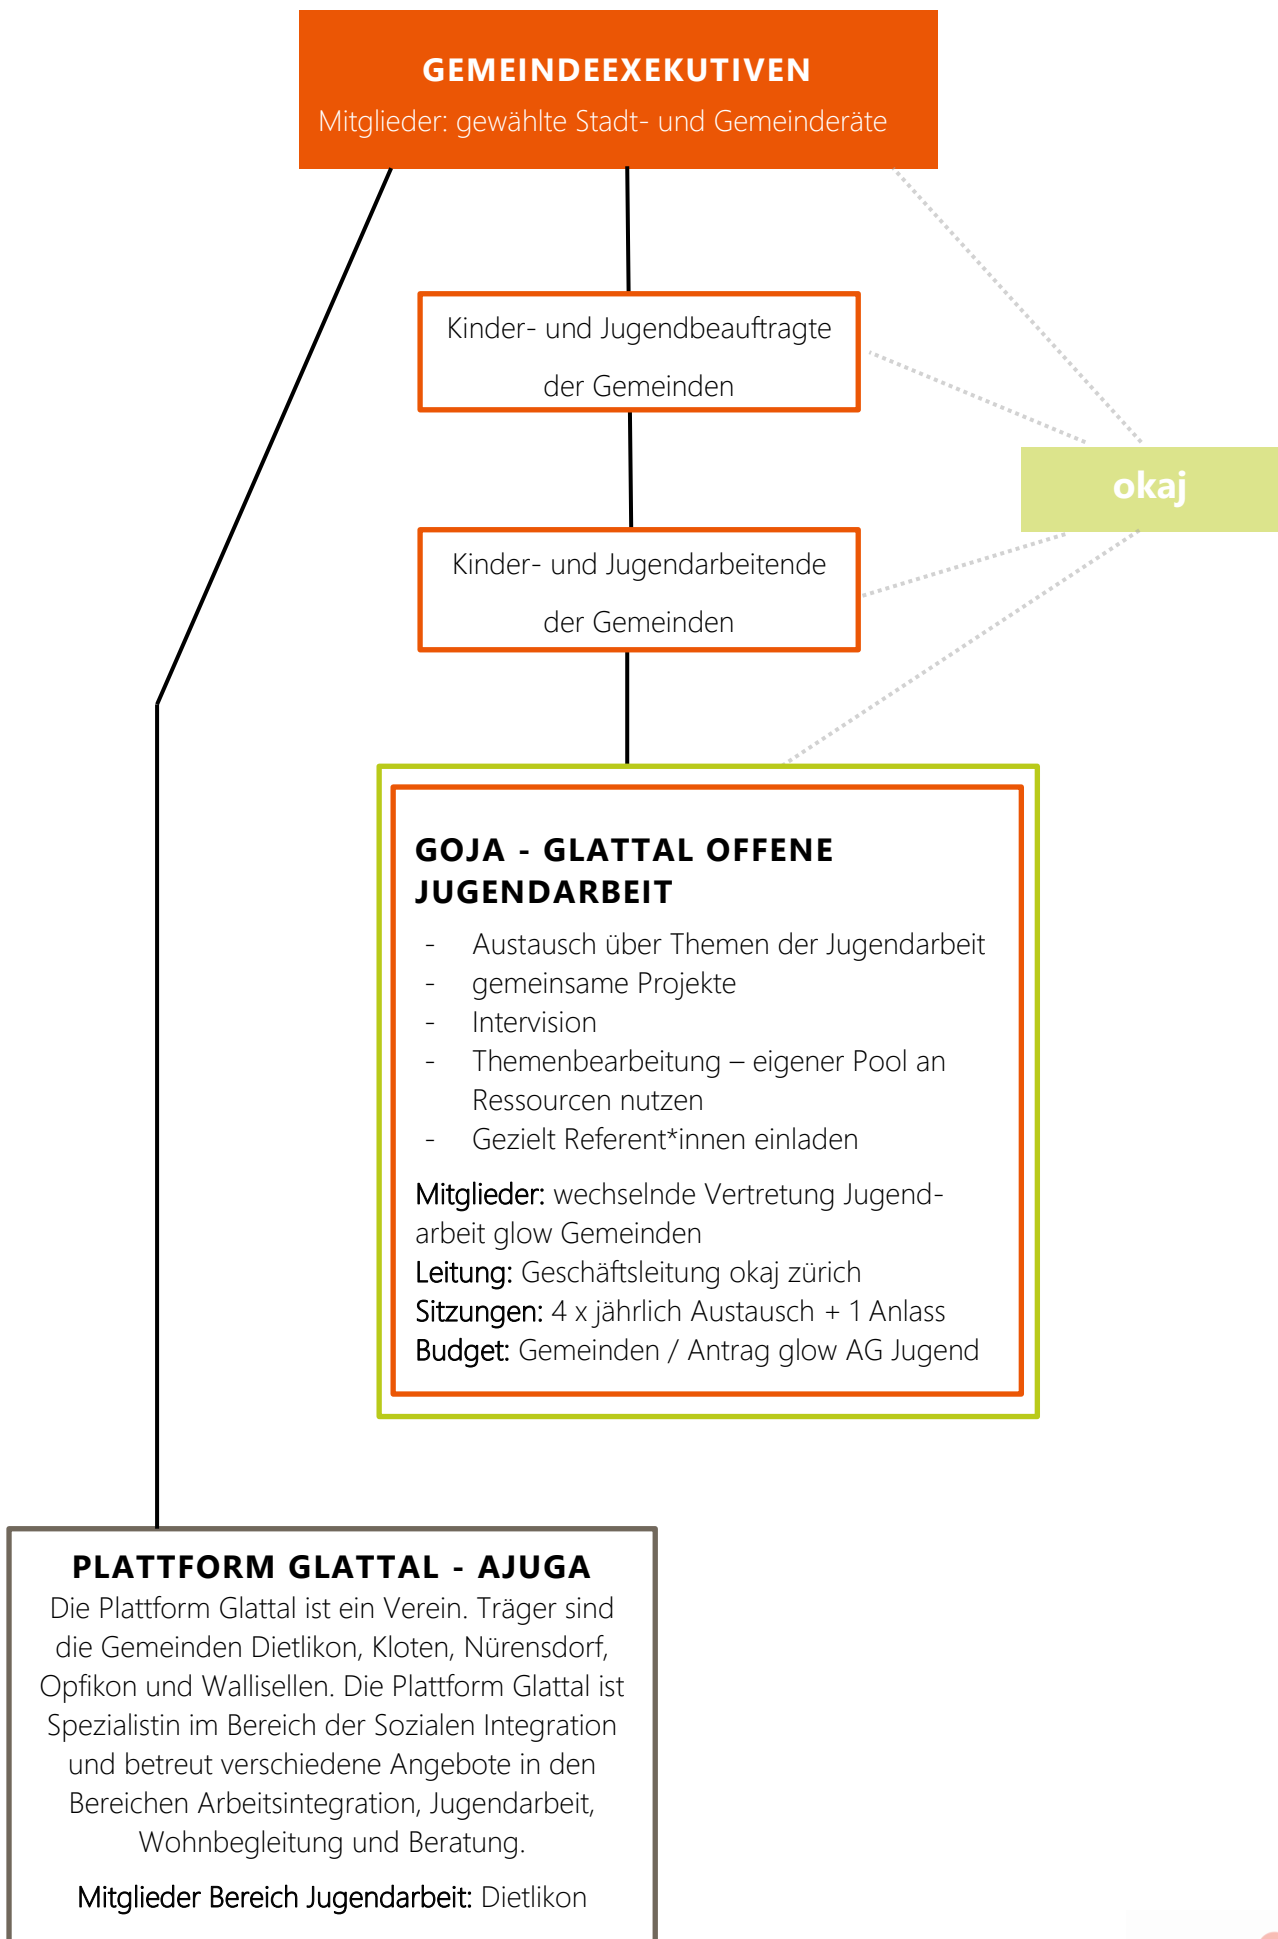 GEMEINDEEXEKUTIVEN
Mitglieder: gewählte Stadt- und Gemeinderäte
Kinder- und Jugendbeauftragte
der Gemeinden
okaj
Kinder- und Jugendarbeitende
der Gemeinden
GOJA - GLATTAL OFFENE
JUGENDARBEIT
- Austausch über Themen der Jugendarbeit
- gemeinsame Projekte
- Intervision
- Themenbearbeitung – eigener Pool an
Ressourcen nutzen
- Gezielt Referent*innen einladen
Mitglieder: wechselnde Vertretung Jugend-
arbeit glow Gemeinden
Leitung: Geschäftsleitung okaj zürich
Sitzungen: 4 x jährlich Austausch + 1 Anlass
Budget: Gemeinden / Antrag glow AG Jugend
PLATTFORM GLATTAL - AJUGA
Die Plattform Glattal ist ein Verein. Träger sind
die Gemeinden Dietlikon, Kloten, Nürensdorf,
Opfikon und Wallisellen. Die Plattform Glattal ist
Spezialistin im Bereich der Sozialen Integration
und betreut verschiedene Angebote in den
Bereichen Arbeitsintegration, Jugendarbeit,
Wohnbegleitung und Beratung.
Mitglieder Bereich Jugendarbeit: Dietlikon